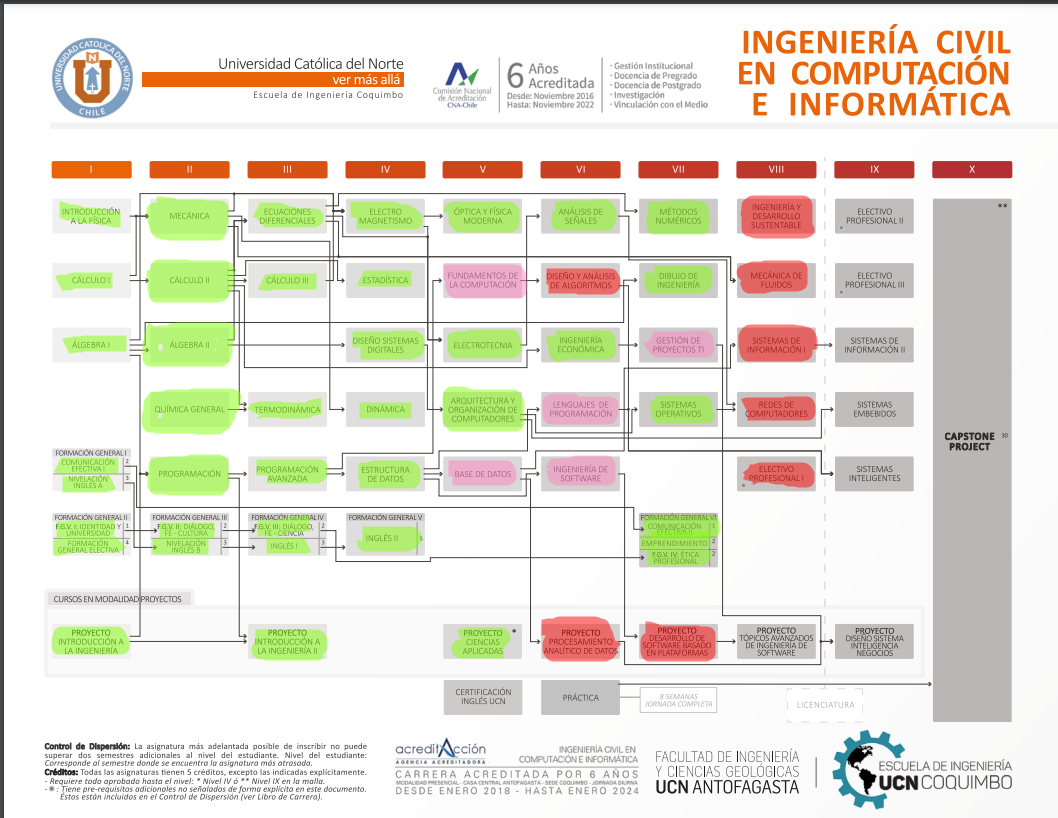 UNIVERSIDAD CATOLICA DEL NORTE
CHILE
Universidad Católica del Norte
ver más allá
Escuela de Ingeniería Coquimbo
Comisión Nacional
de Acreditación
CNA-Chile
6 Años
Acreditada
Desde: Noviembre 2016
Hasta: Noviembre 2022
· Gestión Institucional
· Docencia de Pregrado
· Docencia de Postgrado
· Investigación
· Vinculación con el Medio
INGENIERÍA CIVIL
EN COMPUTACIÓN
E INFORMÁTICA
I II III IV V VI VII VIII IX X
INTRODUCCIÓN
A LA FÍSICA
MECÁNICA
ECUACIONES
DIFERENCIALES
ELECTRO
MAGNETISMO
ÓPTICA Y FÍSICA
MODERNA
ANÁLISIS DE
SEÑALES
MÉTODOS
NUMÉRICOS
INGENIERÍA Y
DESARROLLO
SUSTENTABLE
ELECTIVO
PROFESIONAL II
*
**
CÁLCULO I
CÁLCULO II
CÁLCULO III
ESTADÍSTICA
FUNDAMENTOS DE
LA COMPUTACIÓN
DISEÑO Y ANÁLISIS
DE ALGORITMOS
DIBUJO DE
INGENIERÍA
MECÁNICA DE
FLUIDOS
ELECTIVO
PROFESIONAL III
*
ÁLGEBRA I
ÁLGEBRA II
DISEÑO SISTEMAS
DIGITALES
ELECTROTECNIA
INGENIERÍA
ECONÓMICA
GESTIÓN DE
PROYECTOS TI
SISTEMAS DE
INFORMACIÓN I
SISTEMAS DE
INFORMACIÓN II
QUÍMICA GENERAL
TERMODINÁMICA
DINÁMICA
ARQUITECTURA Y
ORGANIZACIÓN DE
COMPUTADORES
LENGUAJES DE
PROGRAMACIÓN
SISTEMAS
OPERATIVOS
REDES DE
COMPUTADORES
SISTEMAS
EMBEBIDOS
CAPSTONE
PROJECT
30
FORMACIÓN GENERAL I
COMUNICACIÓN
EFECTIVA I
2
NIVELACIÓN
INGLÉS A
3
PROGRAMACIÓN
PROGRAMACIÓN
AVANZADA
ESTRUCTURA
DE DATOS
BASE DE DATOS
INGENIERÍA DE
SOFTWARE
ELECTIVO
PROFESIONAL I
*
SISTEMAS
INTELIGENTES
FORMACIÓN GENERAL II
F.G.V. I: IDENTIDAD Y
UNIVERSIDAD
1
FORMACIÓN
GENERAL ELECTIVA
4
FORMACIÓN GENERAL III
F.G.V. II: DIÁLOGO,
FE - CULTURA
2
NIVELACIÓN
INGLÉS B
3
FORMACIÓN GENERAL IV
F.G.V. III: DIÁLOGO,
FE - CIENCIA
2
INGLÉS I
3
FORMACIÓN GENERAL V
INGLÉS II
5
FORMACIÓN GENERAL VI
COMUNICACIÓN
EFECTIVA II
1
EMPRENDIMIENTO
2
F.G.V. IV: ÉTICA
PROFESIONAL
2
CURSOS EN MODALIDAD PROYECTOS
PROYECTO
INTRODUCCIÓN A
LA INGENIERÍA
PROYECTO
INTRODUCCIÓN A
LA INGENIERÍA II
PROYECTO
CIENCIAS
APLICADAS
*
PROYECTO
PROCESAMIENTO
ANALÍTICO DE DATOS
PROYECTO
DESARROLLO DE
SOFTWARE BASADO
EN PLATAFORMAS
PROYECTO
TÓPICOS AVANZADOS
DE INGENIERÍA DE
SOFTWARE
PROYECTO
DISEÑO SISTEMA
INTELIGENCIA
NEGOCIOS
CERTIFICACIÓN
INGLÉS UCN
PRÁCTICA
8 SEMANAS
JORNADA COMPLETA
LICENCIATURA
Control de Dispersión: La asignatura más adelantada posible de inscribir no puede
superar dos semestres adicionales al nivel del estudiante. Nivel del estudiante:
Corresponde al semestre donde se encuentra la asignatura más atrasada.
Créditos: Todas las asignaturas tienen 5 créditos, excepto las indicadas explícitamente.
- Requiere todo aprobado hasta el nivel: * Nivel IV ó ** Nivel IX en la malla.
- * : Tiene pre-requisitos adicionales no señalados de forma explícita en este documento.
Estos están incluidos en el Control de Dispersión (ver Libro de Carrera).
acreditAcción
AGENCIA ACREDITADORA
INGENIERÍA CIVIL EN
COMPUTACIÓN E INFORMÁTICA
CARRERA ACREDITADA POR 6 AÑOS
MODALIDAD PRESENCIAL - CASA CENTRAL ANTOFAGASTA - SEDE COQUIMBO - JORNADA DIURNA
DESDE ENERO 2018 - HASTA ENERO 2024
FACULTAD DE INGENIERÍA
Y CIENCIAS GEOLÓGICAS
UCN ANTOFAGASTA
ESCUELA DE INGENIERÍA
UCN COQUIMBO